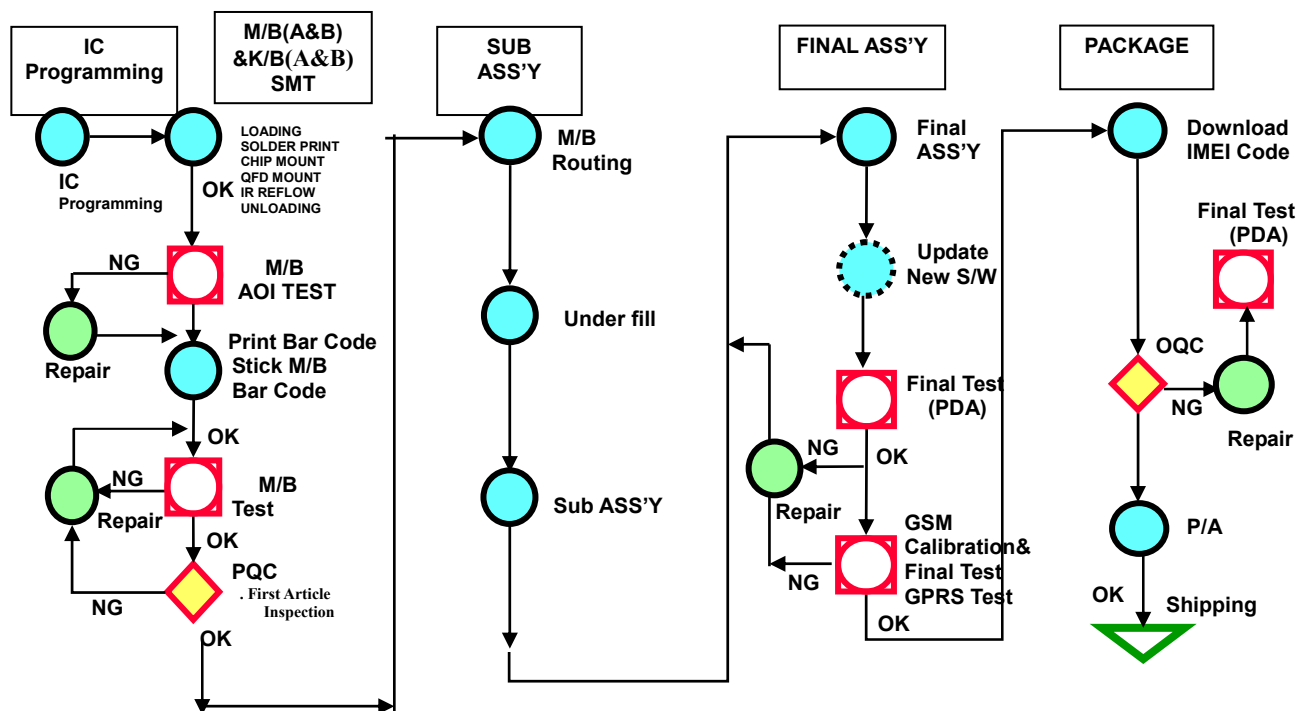 IC
Programming
M/B(A&B)
&K/B(A&B)
SMT
SUB
ASS'Y
FINAL ASS'Y
PACKAGE
IC
Programming
LOADING
SOLDER PRINT
CHIP MOUNT
QFD MOUNT
IR REFLOW
UNLOADING
OK
NG
M/B
AOI TEST
Repair
Print Bar Code
Stick M/B
Bar Code
OK
NG
M/B
Test
Repair
OK
PQC
. First Article
Inspection
NG
OK
M/B
Routing
Under fill
Sub ASS'Y
Final
ASS'Y
Update
New S/W
Final Test
(PDA)
NG
OK
Repair
GSM
Calibration&
Final Test
GPRS Test
NG
OK
Download
IMEI Code
Final Test
(PDA)
OQC
NG
Repair
P/A
OK
Shipping